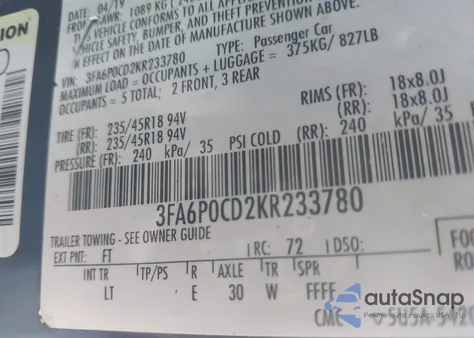 DATE: 04/19
FR GAWR: 1089 KG
VEHICLE CONFORMS TO ALL
VEHICLE SAFETY, BUMPER, AND THEFT
IN EFFECT ON THE DATE OF MANUFACTURE SHOWN ABOVE.
VIN: 3FA6P0CD2KR233780 TYPE: Passenger Car
MAXIMUM LOAD = OCCUPANTS + LUGGAGE = 375KG/ 827LB
OCCUPANTS = 5 TOTAL; 2 FRONT, 3 REAR
TIRE (FR): 235/45R18 94V RIMS (FR): 18x8.0J
(RR): 235/45R18 94V (RR): 18x8.0J
PRESSURE (FR): 240 kPa/ 35 PSI COLD (RR): 240 kPa/ 35
3FA6P0CD2KR233780
TRAILER TOWING - SEE OWNER GUIDE
EXT PNT: FT RC: 72 DSO: FO
INT TR TP/PS R AXLE TR SPR RO
LT E 30 W FFFF
CMC
autoSnap